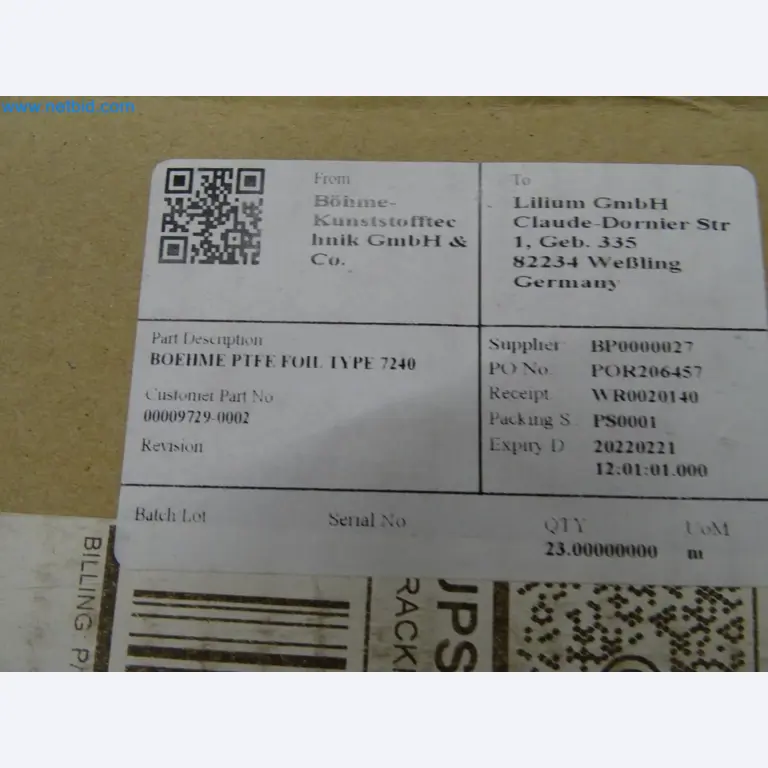 www.netbid.com
From
Böhme-
Kunststofftec
hnik GmbH &
Co.
To
Lilium GmbH
Claude-Dornier Str
1, Geb. 335
82234 Weßling
Germany
Part Description
BOEHME PTFE FOIL TYPE 7240
Customer Part No
00009729-0002
Revision
Supplier BP0000027
PO No POR206457
Receipt WR0020140
Packing S PS0001
Expiry D 20220221
12:01:01.000
Batch Lot
Serial No
QTY
23.00000000
UoM
m
BILLING P/
RACKI
UPS